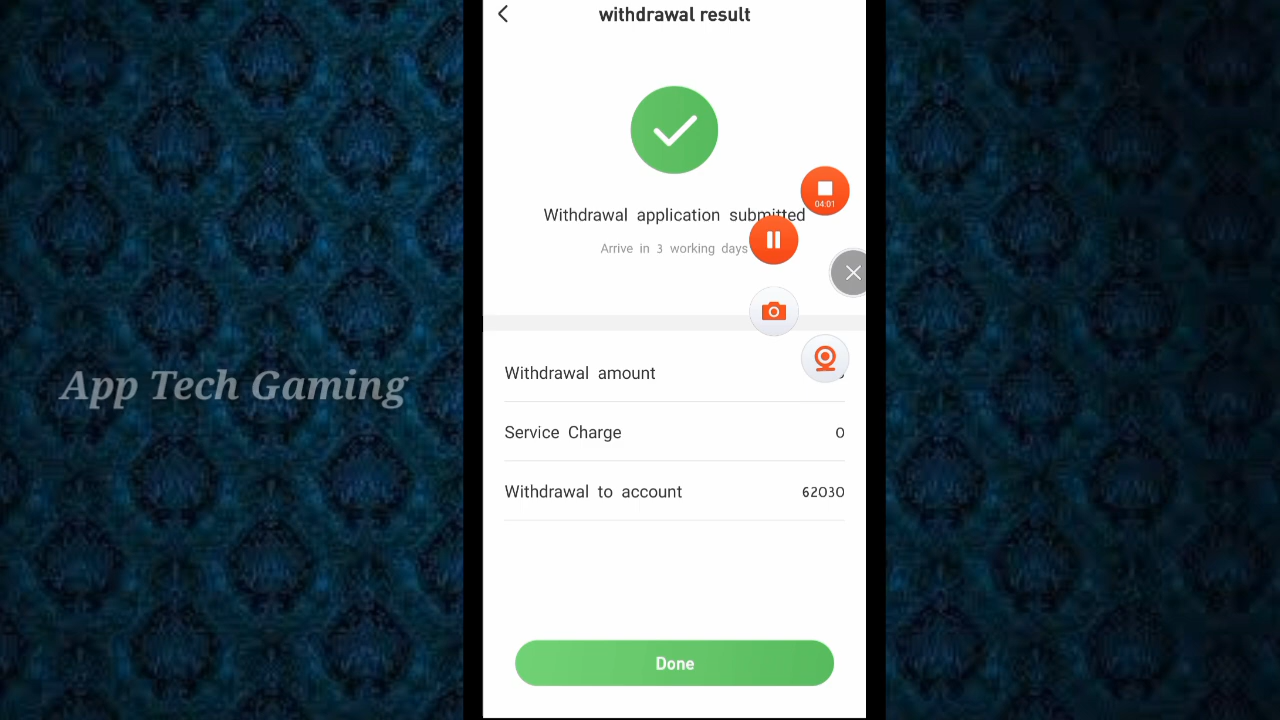 withdrawal result
04:01
Withdrawal application submitted
Arrive in 3 working days
App Tech Gaming
Withdrawal amount
Service Charge 0
Withdrawal to account 62030
Done